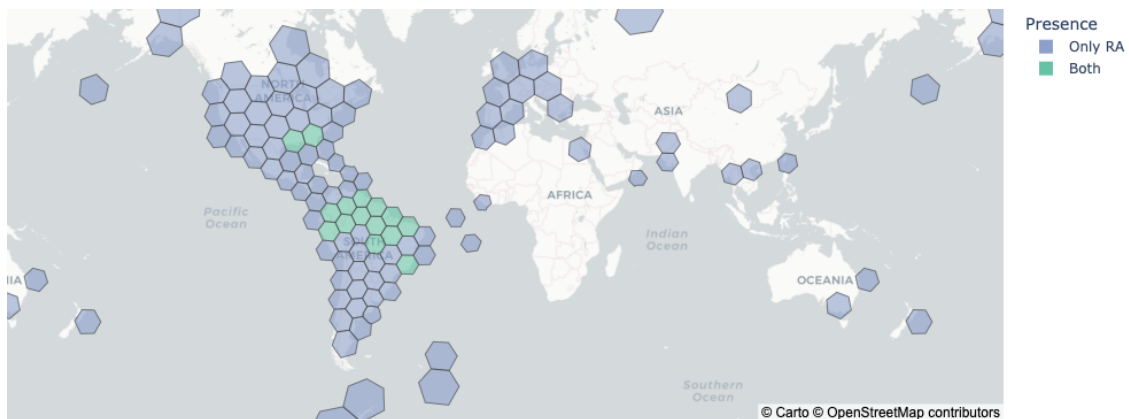 Presence
Only RA
Both
NORTH
AMERICA
ASIA
AFRICA
Pacific
Ocean
SOUTH
AMERICA
Indian
Ocean
IIA
OCEANIA
Southern
Ocean
© Carto © OpenStreetMap contributors